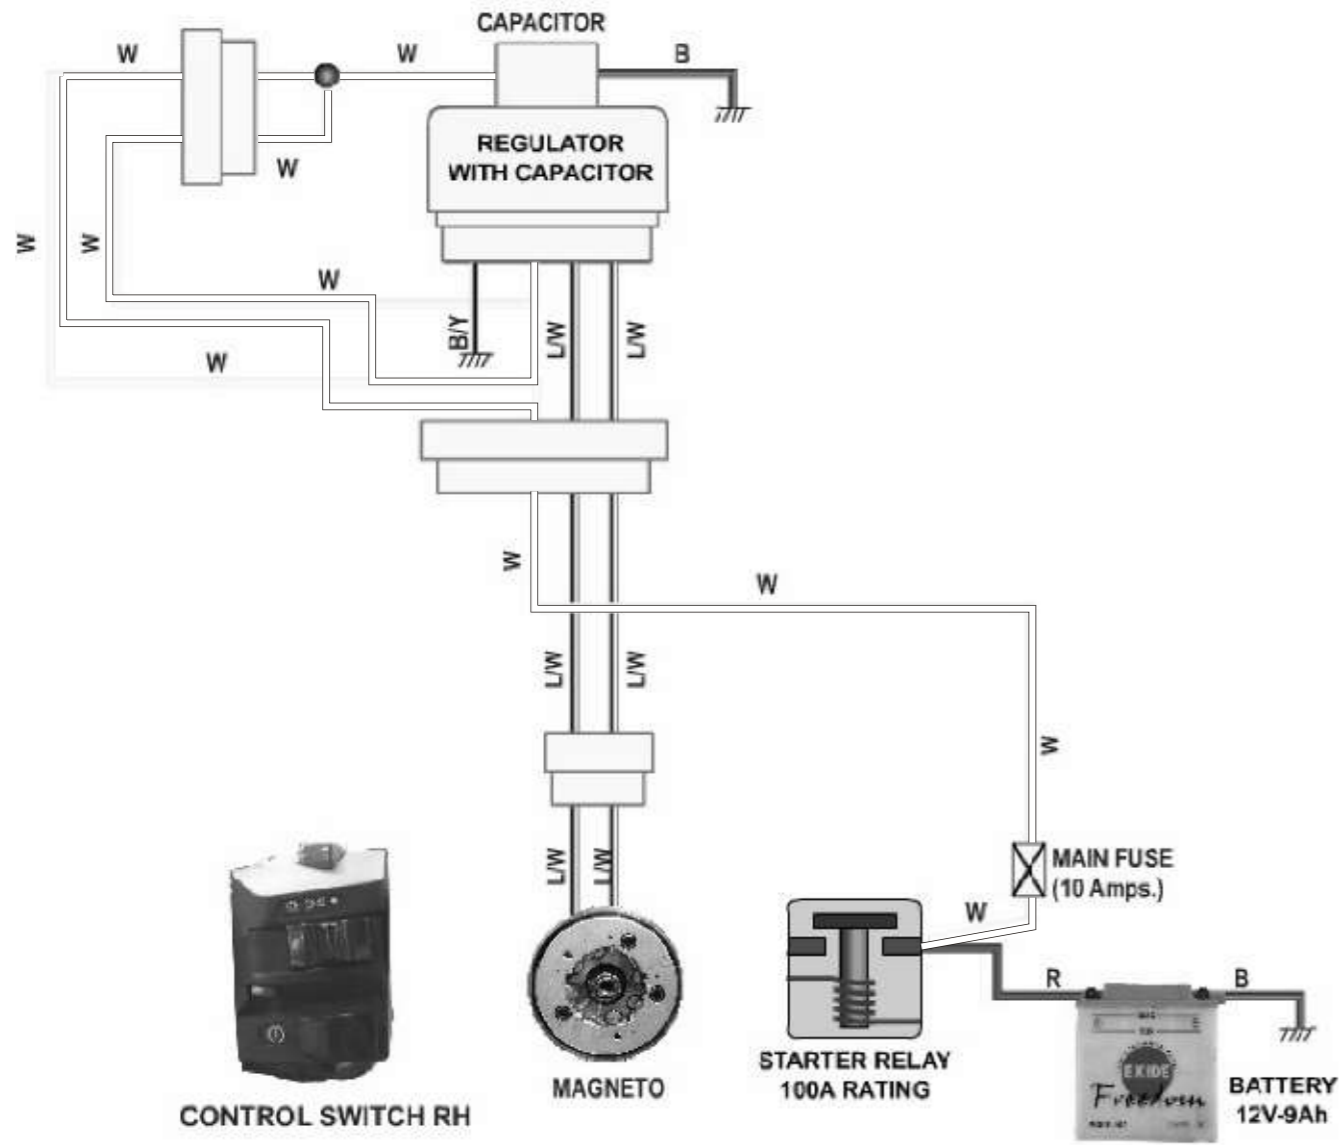 CAPACITOR
W
W
B
REGULATOR
WITH CAPACITOR
W
W
W
W
B/Y
L/W
L/W
W
W
W
L/W
L/W
W
L/W
L/W
MAIN FUSE
(10 Amps.)
W
R
B
EXIDE
Freedom
STARTER RELAY
100A RATING
MAGNETO
BATTERY
12V-9Ah
CONTROL SWITCH RH